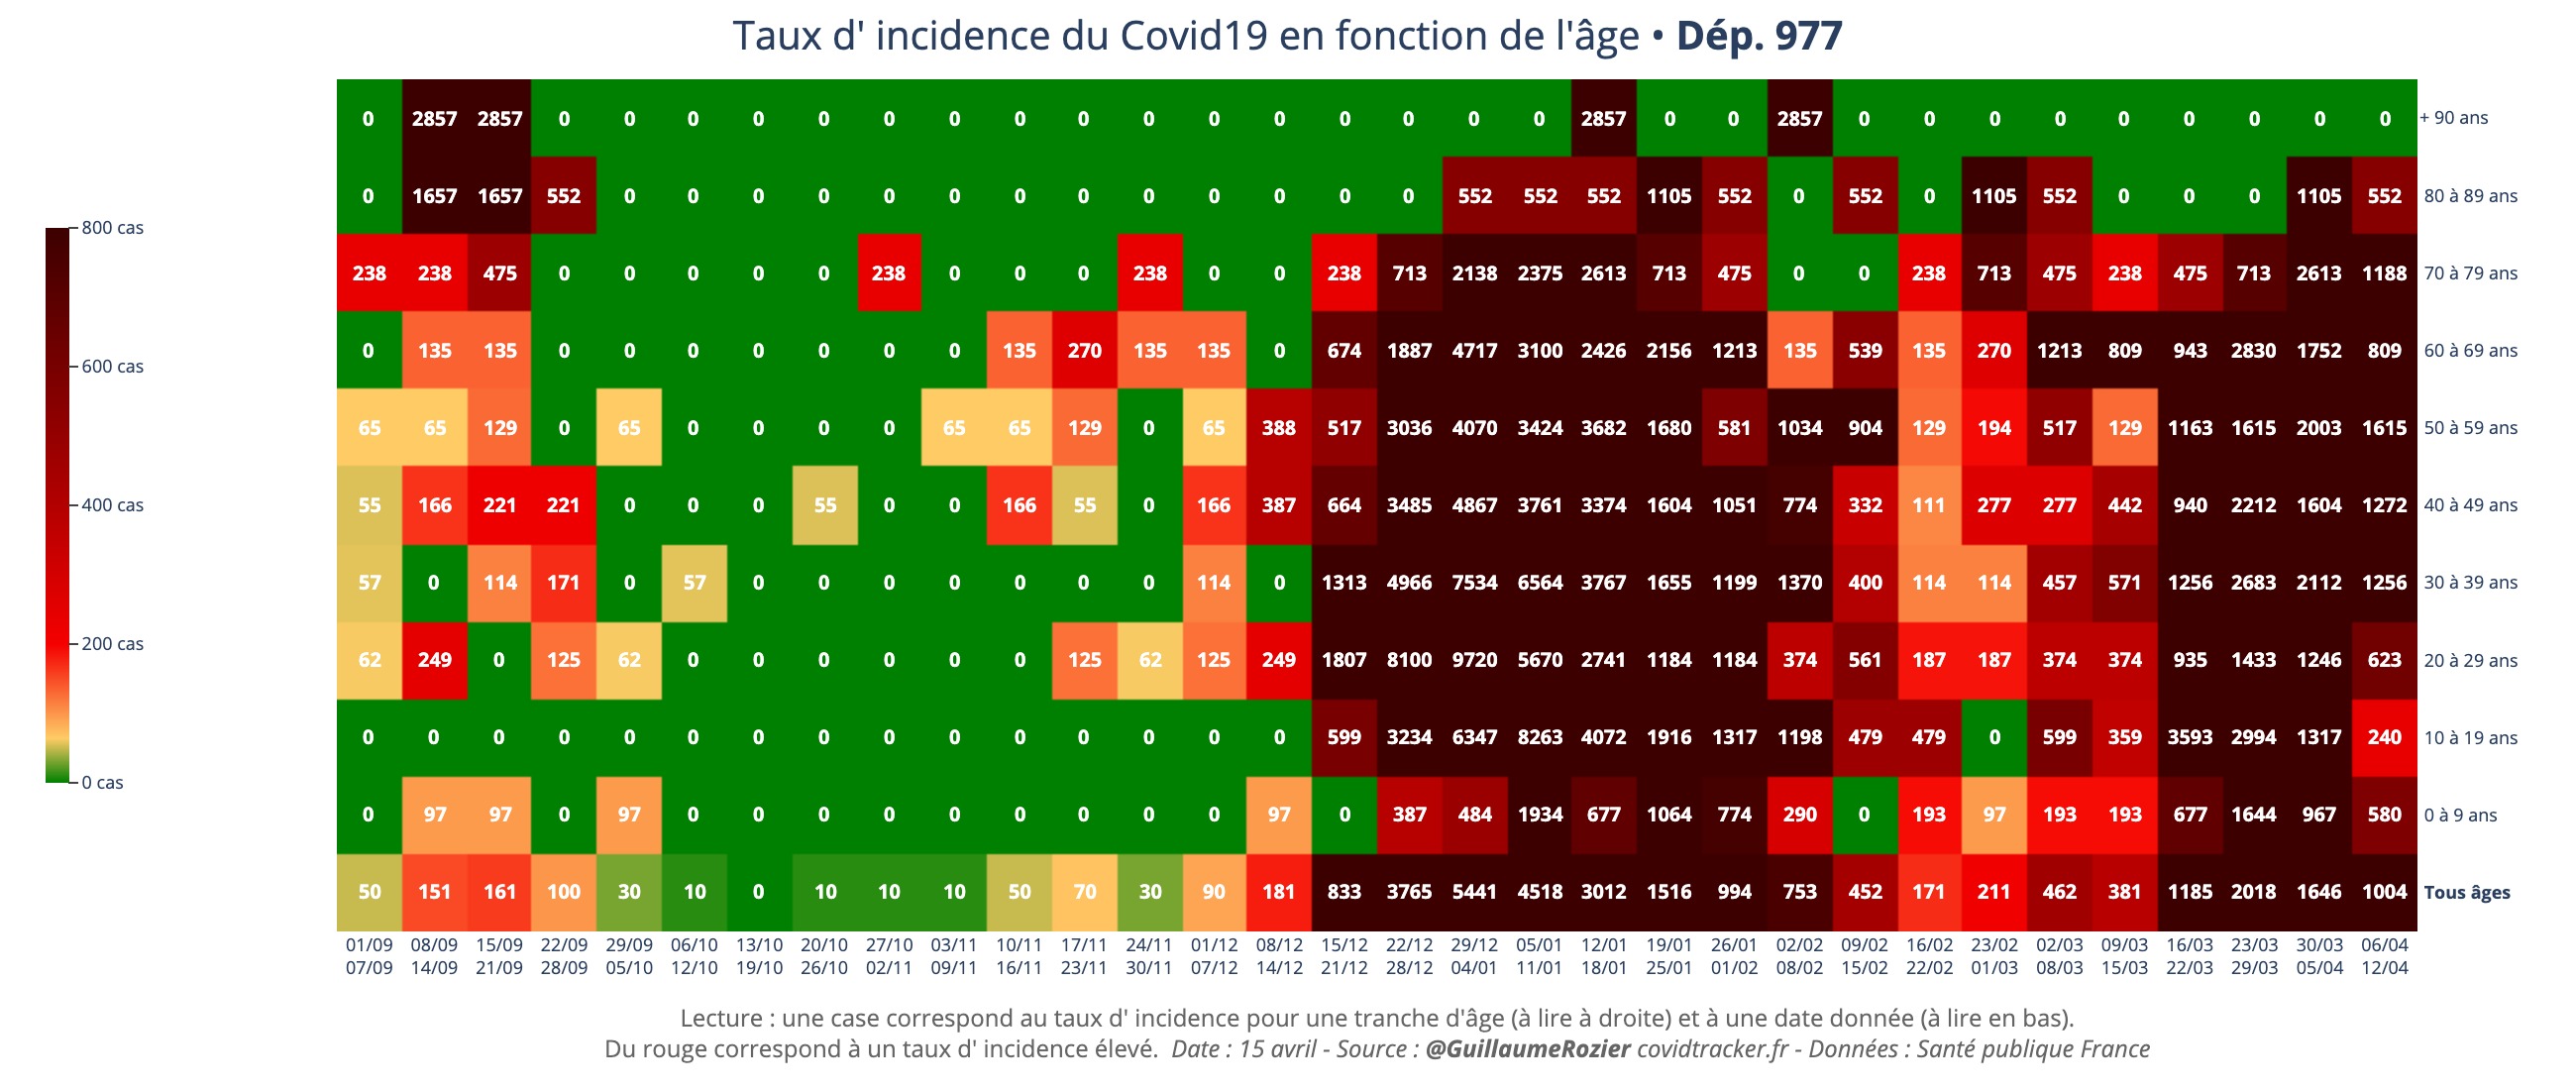 Taux d' incidence du Covid19 en fonction de l'âge • Dép. 977
0 2857 2857 0 0 0 0 0 0 0 0 0 0 0 0 0 0 0 0 2857 0 0 2857 0 0 0 0 0 0 0 0 0 + 90 ans
0 1657 1657 552 0 0 0 0 0 0 0 0 0 0 0 0 0 552 552 552 1105 552 0 552 0 1105 552 0 0 0 1105 552 80 à 89 ans
800 cas
238 238 475 0 0 0 0 0 238 0 0 0 238 0 0 238 713 2138 2375 2613 713 475 0 0 238 713 475 238 475 713 2613 1188 70 à 79 ans
0 135 135 0 0 0 0 0 0 0 135 270 135 135 0 674 1887 4717 3100 2426 2156 1213 135 539 135 270 1213 809 943 2830 1752 809 60 à 69 ans
600 cas
65 65 129 0 65 0 0 0 0 65 65 129 0 65 388 517 3036 4070 3424 3682 1680 581 1034 904 129 194 517 129 1163 1615 2003 1615 50 à 59 ans
400 cas
55 166 221 221 0 0 0 55 0 0 166 55 0 166 387 664 3485 4867 3761 3374 1604 1051 774 332 111 277 277 442 940 2212 1604 1272 40 à 49 ans
57 0 114 171 0 57 0 0 0 0 0 0 0 114 0 1313 4966 7534 6564 3767 1655 1199 1370 400 114 114 457 571 1256 2683 2112 1256 30 à 39 ans
200 cas
62 249 0 125 62 0 0 0 0 0 0 125 62 125 249 1807 8100 9720 5670 2741 1184 1184 374 561 187 187 374 374 935 1433 1246 623 20 à 29 ans
0 0 0 0 0 0 0 0 0 0 0 0 0 0 0 599 3234 6347 8263 4072 1916 1317 1198 479 479 0 599 359 3593 2994 1317 240 10 à 19 ans
0 cas
0 97 97 0 97 0 0 0 0 0 0 0 0 0 97 0 387 484 1934 677 1064 774 290 0 193 97 193 193 677 1644 967 580 0 à 9 ans
50 151 161 100 30 10 0 10 10 10 50 70 30 90 181 833 3765 5441 4518 3012 1516 994 753 452 171 211 462 381 1185 2018 1646 1004 Tous âges
01/09 08/09 15/09 22/09 29/09 06/10 13/10 20/10 27/10 03/11 10/11 17/11 24/11 01/12 08/12 15/12 22/12 29/12 05/01 12/01 19/01 26/01 02/02 09/02 16/02 23/02 02/03 09/03 16/03 23/03 30/03 06/04
07/09 14/09 21/09 28/09 05/10 12/10 19/10 26/10 02/11 09/11 16/11 23/11 30/11 07/12 14/12 21/12 28/12 04/01 11/01 18/01 25/01 01/02 08/02 15/02 22/02 01/03 08/03 15/03 22/03 29/03 05/04 12/04
Lecture : une case correspond au taux d' incidence pour une tranche d'âge (à lire à droite) et à une date donnée (à lire en bas).
Du rouge correspond à un taux d' incidence élevé. Date : 15 avril - Source : @GuillaumeRozier covidtracker.fr - Données : Santé publique France